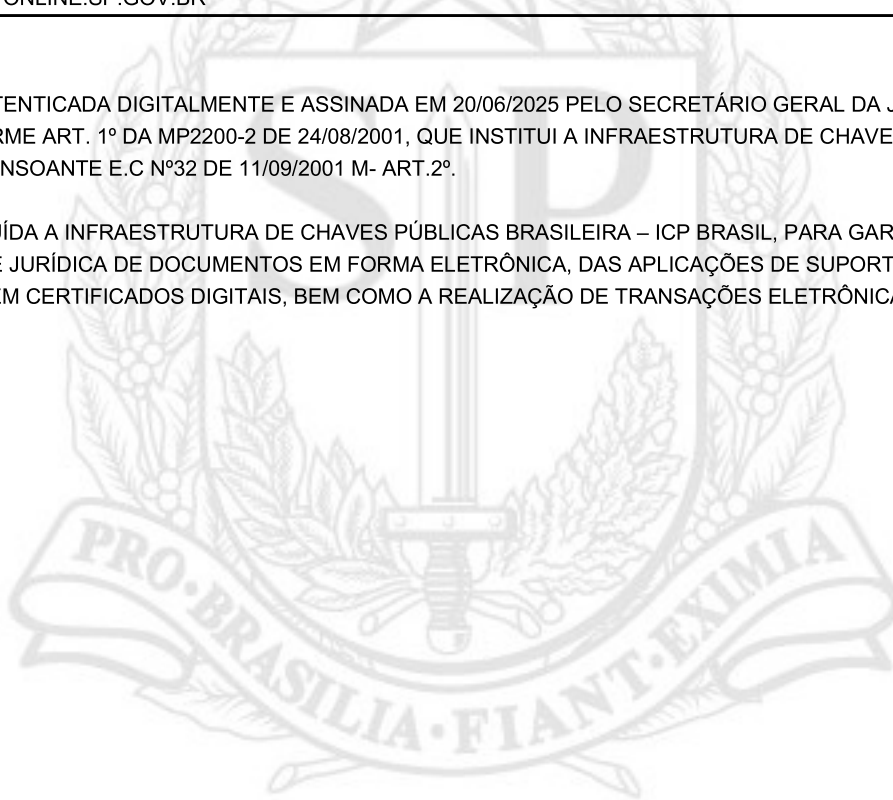 ONLINE.SP.GOV.BR
TENTICADA DIGITALMENTE E ASSINADA EM 20/06/2025 PELO SECRETÁRIO GERAL DA J
RME ART. 1º DA MP2200-2 DE 24/08/2001, QUE INSTITUI A INFRAESTRUTURA DE CHAVE
NSOANTE E.C Nº32 DE 11/09/2001 M- ART.2º.
ÍDA A INFRAESTRUTURA DE CHAVES PÚBLICAS BRASILEIRA – ICP BRASIL, PARA GAR
E JURÍDICA DE DOCUMENTOS EM FORMA ELETRÔNICA, DAS APLICAÇÕES DE SUPORT
EM CERTIFICADOS DIGITAIS, BEM COMO A REALIZAÇÃO DE TRANSAÇÕES ELETRÔNICA
SP
PRO·BRASILIA·FIANT·EXIMIA